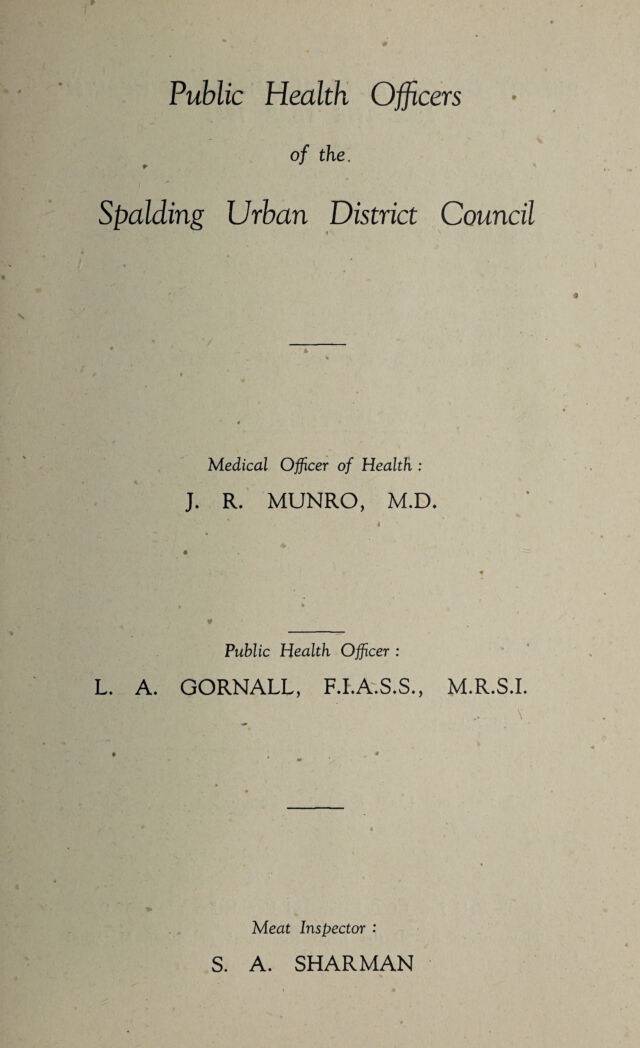 Public Health Officers
of the.
Spalding Urban District Council
Medical Officer of Health :
J. R. MUNRO, M.D.
Public Health Officer :
L. A. GORNALL, F.I.A.S.S., M.R.S.I.
Meat Inspector :
S. A. SHARMAN